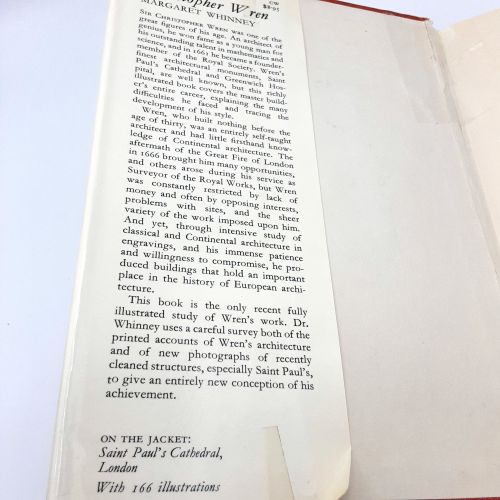 topher Wren
CW
$8.95
MARGARET WHINNEY
SIR CHRISTOPHER WREN was one of the
great figures of his age. An architect of
genius, he won fame as a young man for
his outstanding talent in mathematics and
science, and in 1661 he became a founder-
member of the Royal Society. Wren's
finest architectural monuments, Saint
Paul's Cathedral and Greenwich Hos-
pital, are well known, but this richly
illustrated book covers the master build-
er's entire career, explaining the many
difficulties he faced and tracing the
development of his style.
Wren, who built nothing before the
age of thirty, was an entirely self-taught
architect and had little firsthand know-
ledge of Continental architecture. The
aftermath of the Great Fire of London
in 1666 brought him many opportunities,
and others arose during his service as
Surveyor of the Royal Works, but Wren
was constantly restricted by lack of
money and often by opposing interests,
problems with sites, and the sheer
variety of the work imposed upon him.
And yet, through intensive study of
classical and Continental architecture in
engravings, and his immense patience
and willingness to compromise, he pro-
duced buildings that hold an important
place in the history of European archi-
tecture.
This book is the only recent fully
illustrated study of Wren's work. Dr.
Whinney uses a careful survey both of the
printed accounts of Wren's architecture
and of new photographs of recently
cleaned structures, especially Saint Paul's,
to give an entirely new conception of his
achievement.
ON THE JACKET:
Saint Paul's Cathedral,
London
With 166 illustrations